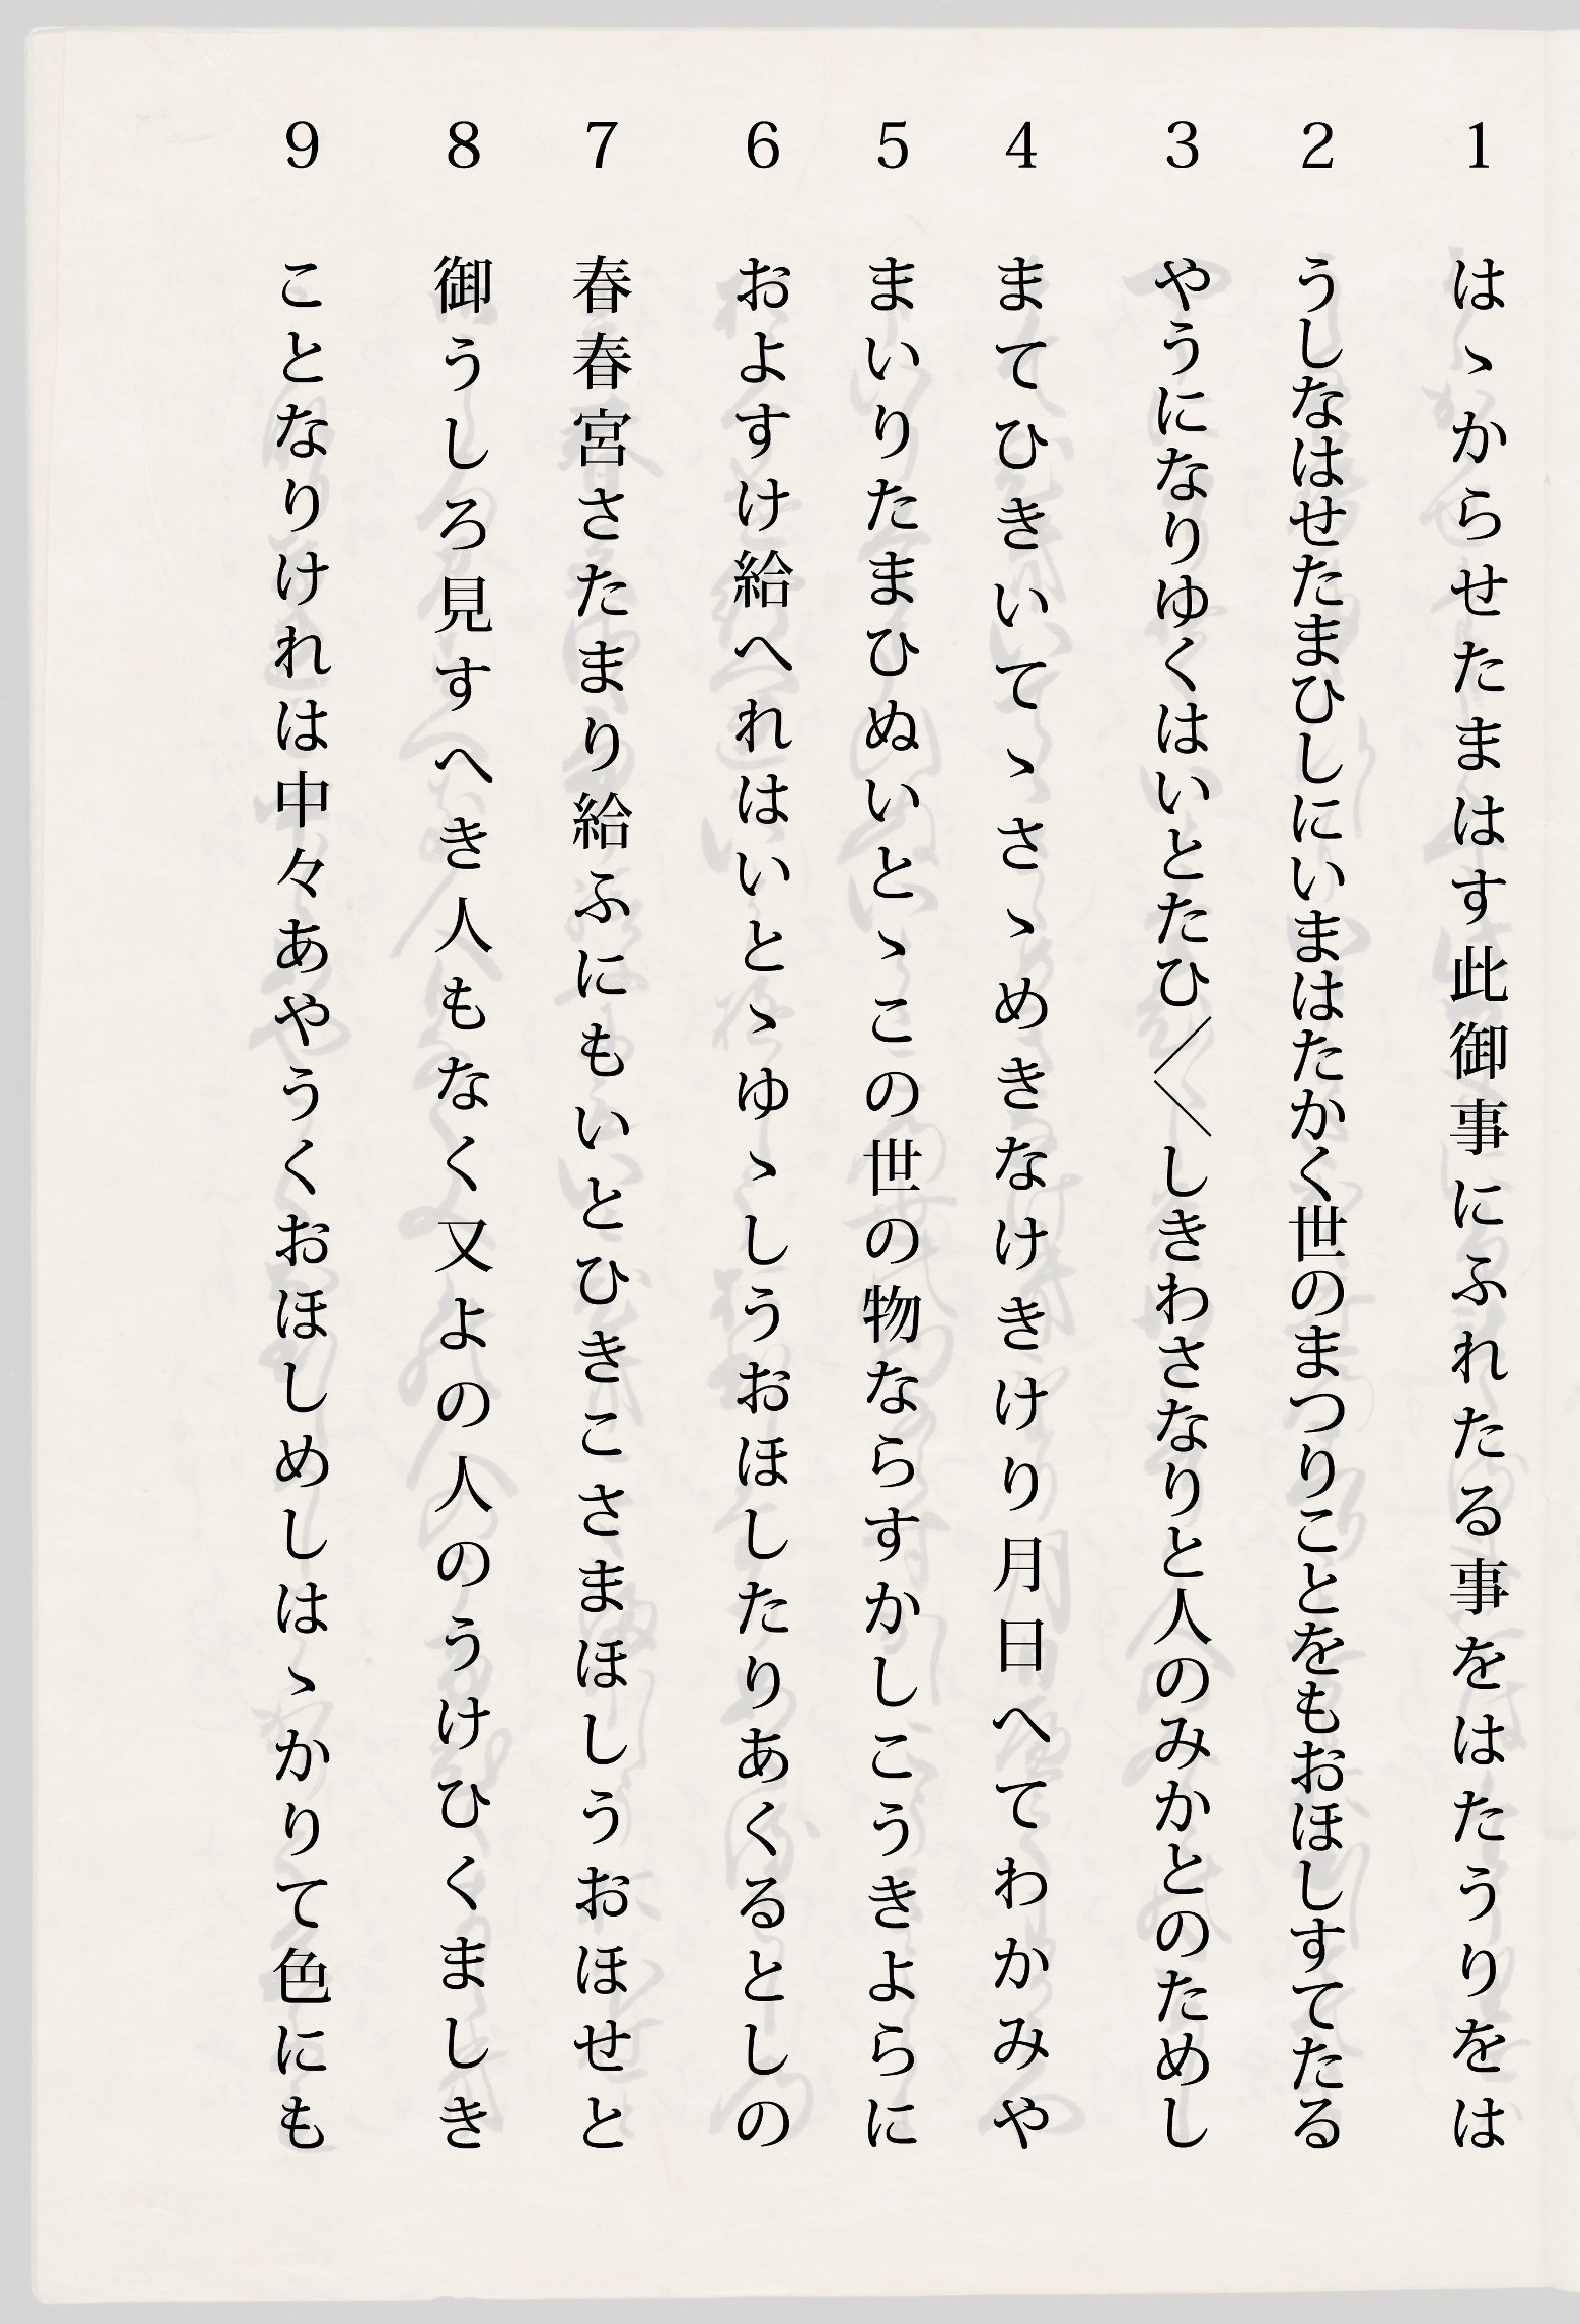 1 はゝからせたまはす此御事にふれたる事をはたうりをは
2 うしなはせたまひしにいまはたかく世のまつりことをもおほしすてたる
3 やうになりゆくはいとたひ〳〵しきわさなりと人のみかとのためし
4 まてひきいてゝさゝめきなけきけり月日へてわかみや
5 まいりたまひぬいとゝこの世の物ならすかしこうきよらに
6 およすけ給へれはいとゝゆゝしうおほしたりあくるとしの
7 春春宮さたまり給ふにもいとひきこさまほしうおほせと
8 御うしろ見すへき人もなく又よの人のうけひくましき
9 ことなりけれは中々あやうくおほしめしはゝかりて色にも